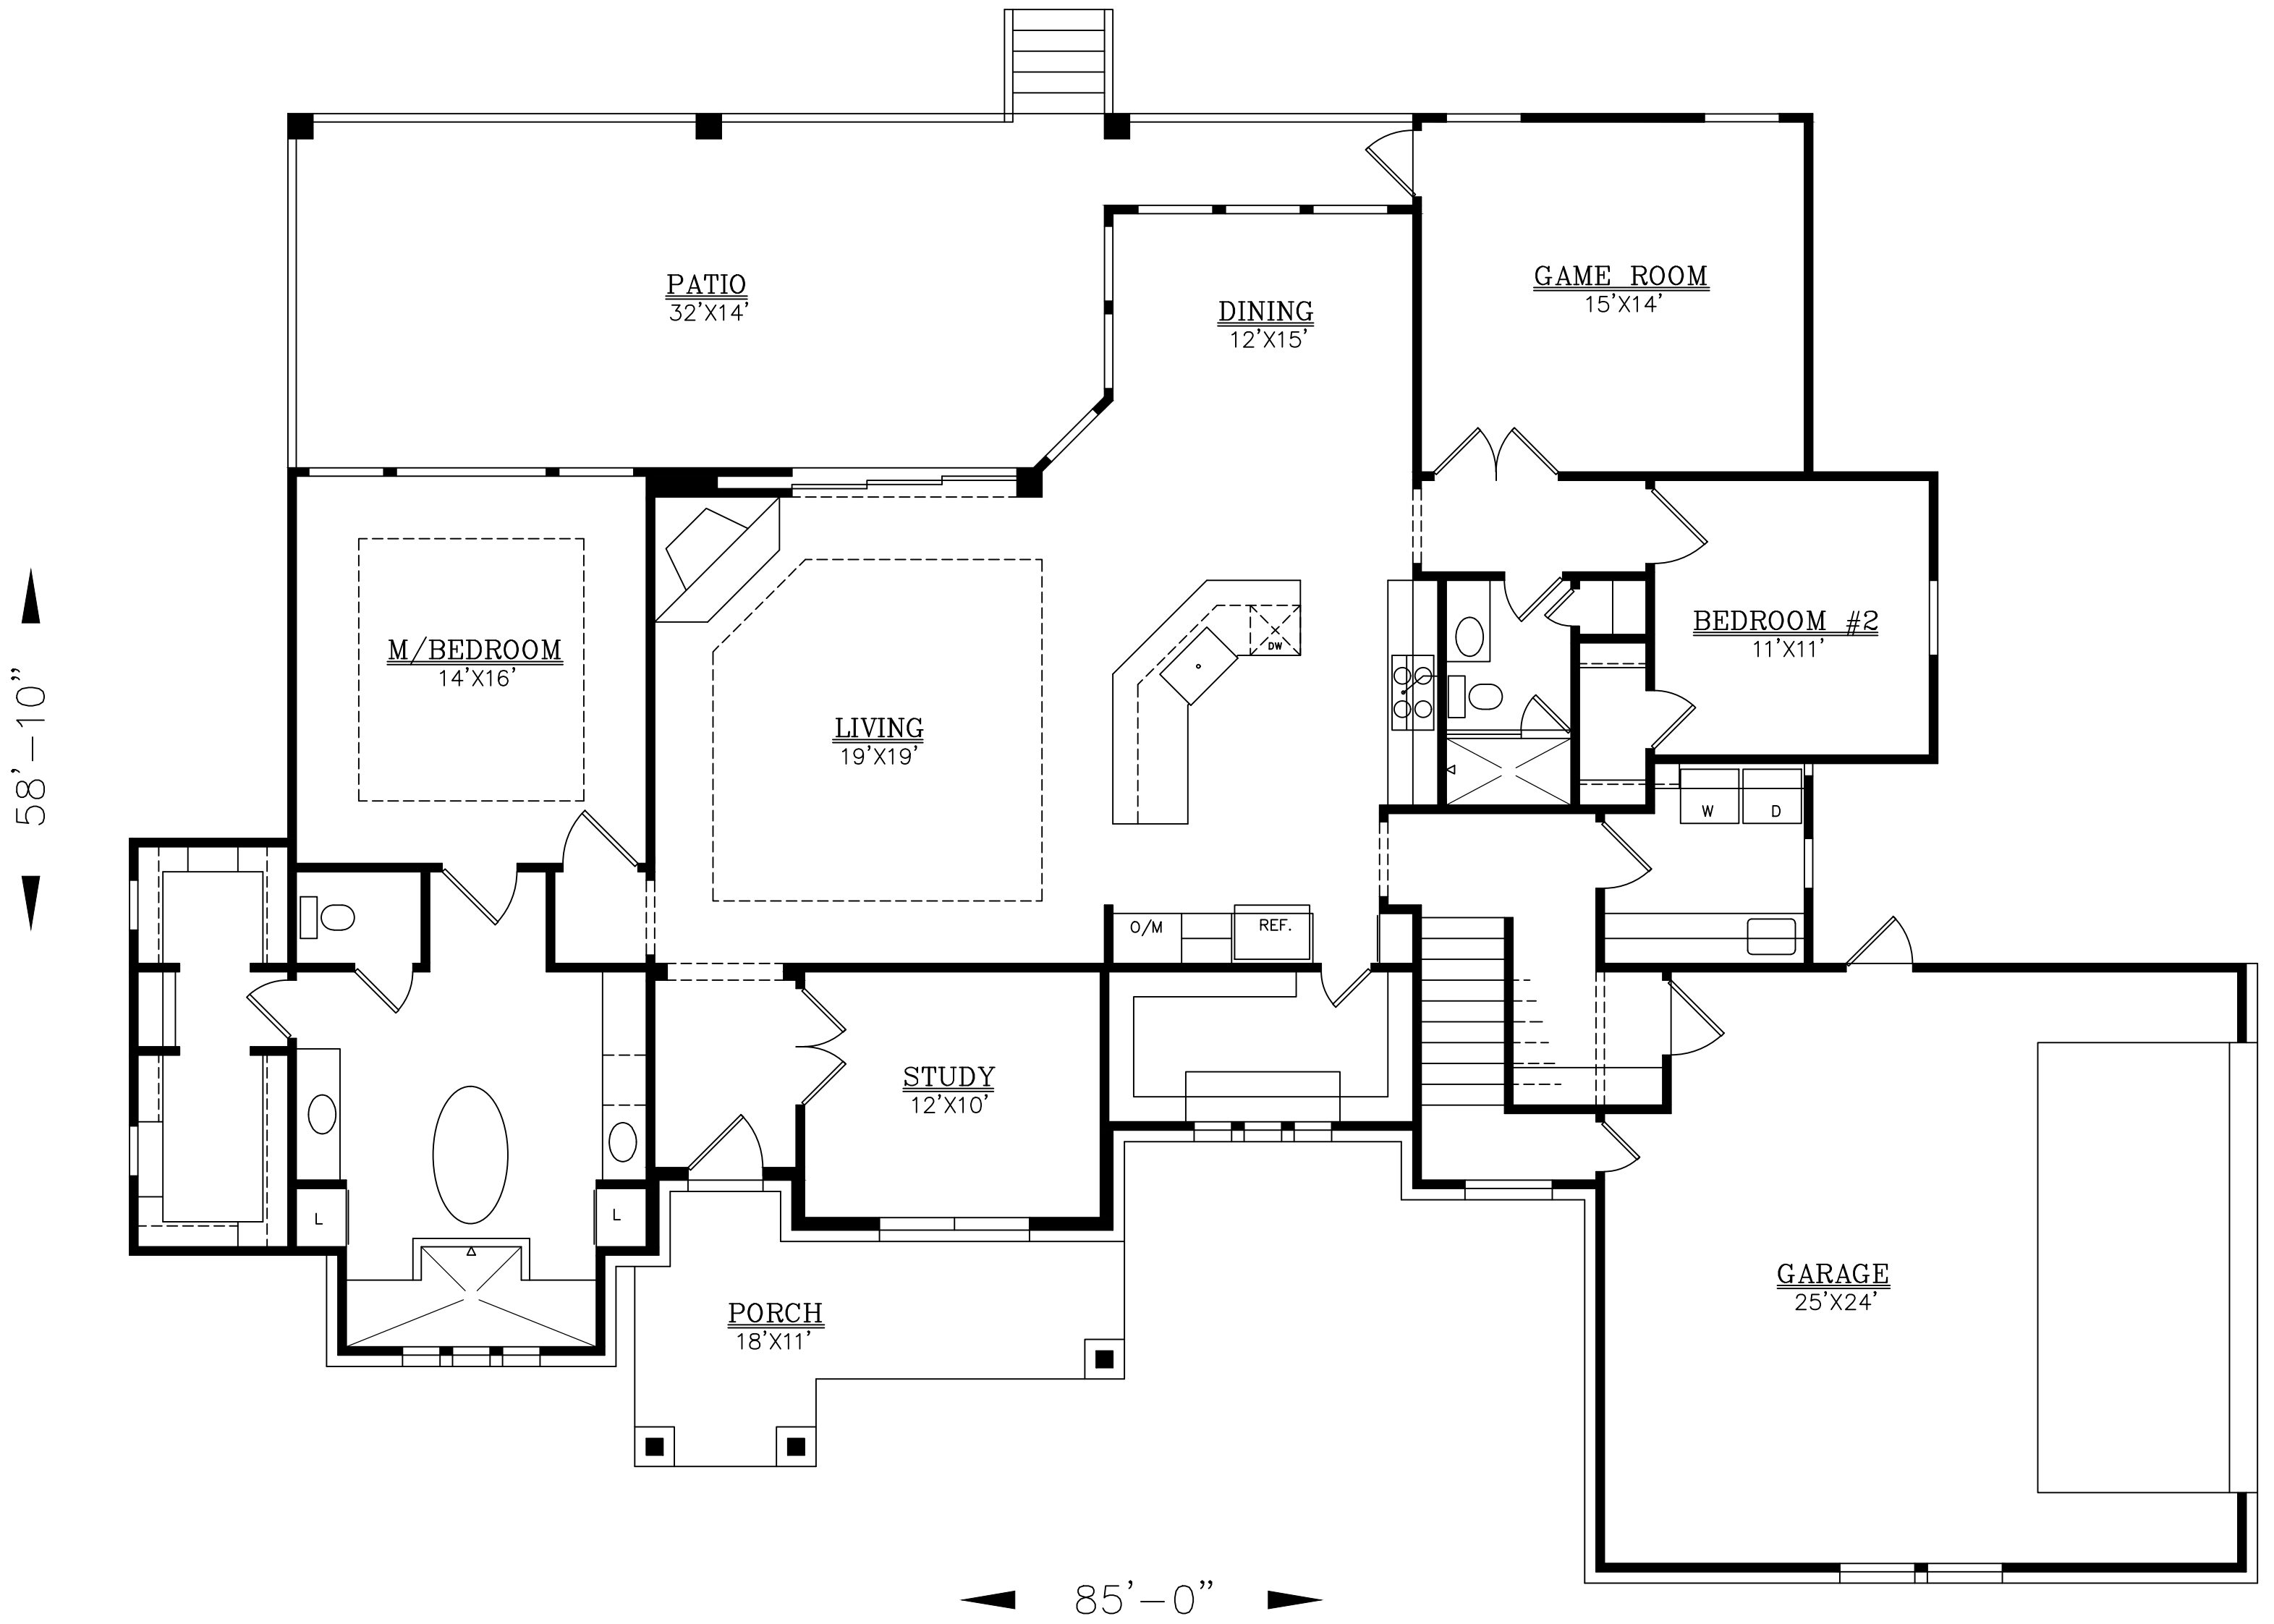 PATIO
32'X14'
GAME ROOM
15'X14'
DINING
12'X15'
M/BEDROOM
14'X16'
BEDROOM #2
11'X11'
DW
LIVING
19'X19'
58'-10"
W
D
O/M
REF.
STUDY
12'X10'
L
L
GARAGE
25'X24'
PORCH
18'X11'
85'-0"